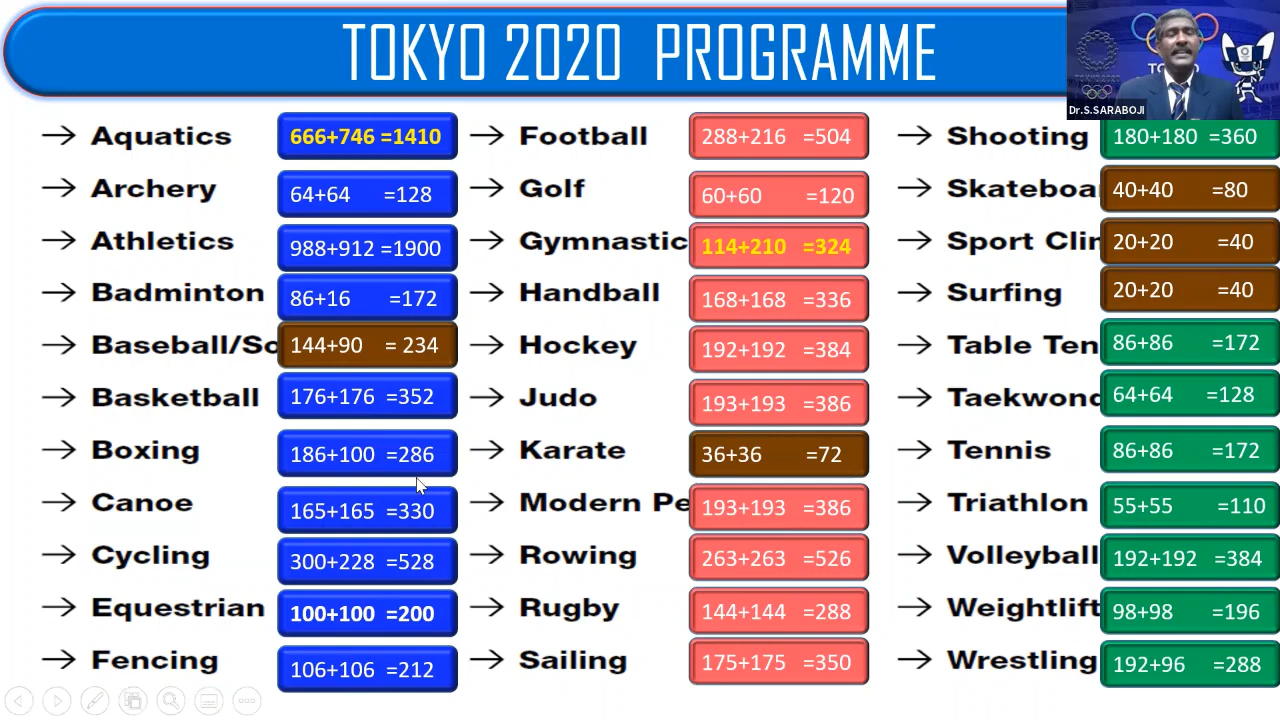 TOKYO 2020 PROGRAMME
Dr.S.SARABOJI
→ Aquatics 666+746 =1410
→ Archery 64+64 =128
→ Athletics 988+912 =1900
→ Badminton 86+16 =172
→ Baseball/So 144+90 = 234
→ Basketball 176+176 =352
→ Boxing 186+100 =286
→ Canoe 165+165 =330
→ Cycling 300+228 =528
→ Equestrian 100+100 =200
→ Fencing 106+106 =212
→ Football 288+216 =504
→ Golf 60+60 =120
→ Gymnastic 114+210 =324
→ Handball 168+168 =336
→ Hockey 192+192 =384
→ Judo 193+193 =386
→ Karate 36+36 =72
→ Modern Pe 193+193 =386
→ Rowing 263+263 =526
→ Rugby 144+144 =288
→ Sailing 175+175 =350
→ Shooting 180+180 =360
→ Skateboa 40+40 =80
→ Sport Clin 20+20 =40
→ Surfing 20+20 =40
→ Table Ten 86+86 =172
→ Taekwond 64+64 =128
→ Tennis 86+86 =172
→ Triathlon 55+55 =110
→ Volleyball 192+192 =384
→ Weightlift 98+98 =196
→ Wrestling 192+96 =288